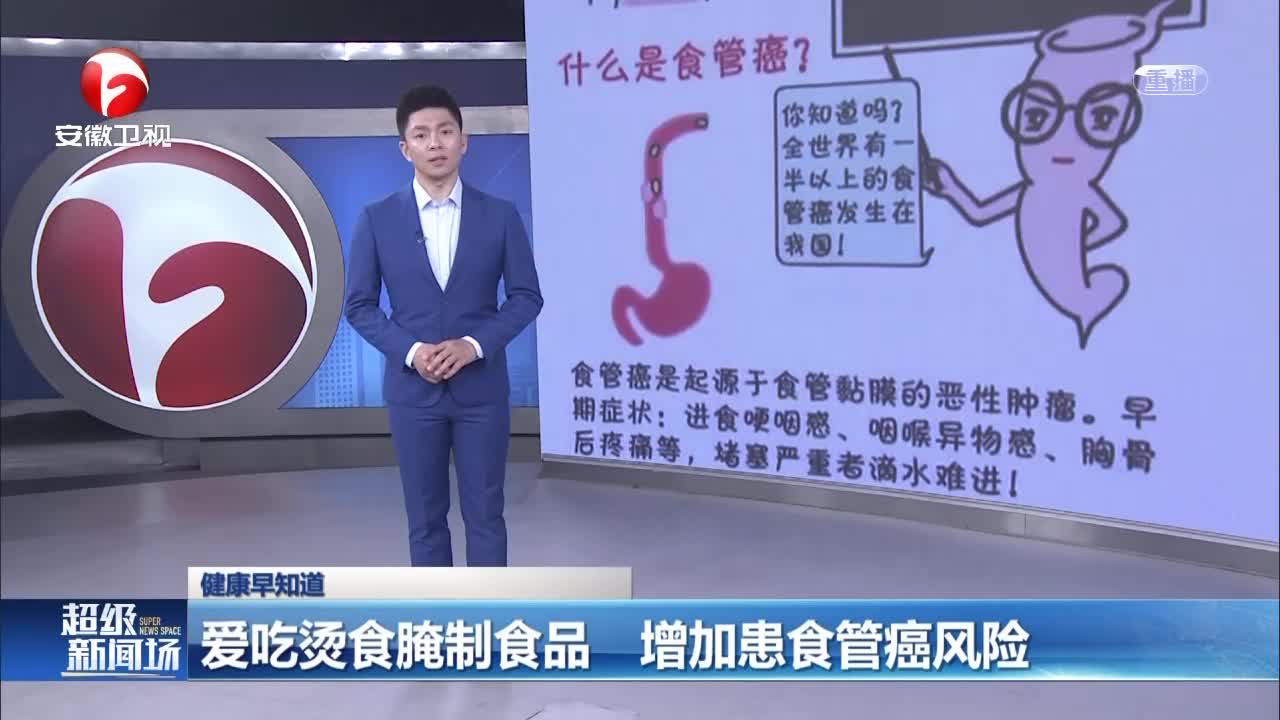 安徽卫视
重播
什么是食管癌？
你知道吗？
全世界有一
半以上的食
管癌发生在
我国！
食管癌是起源于食管黏膜的恶性肿瘤。早
期症状：进食哽咽感、咽喉异物感、胸骨
后疼痛等，堵塞严重者滴水难进！
健康早知道
超级
新闻场
SUPER
NEWS SPACE
爱吃烫食腌制食品　增加患食管癌风险